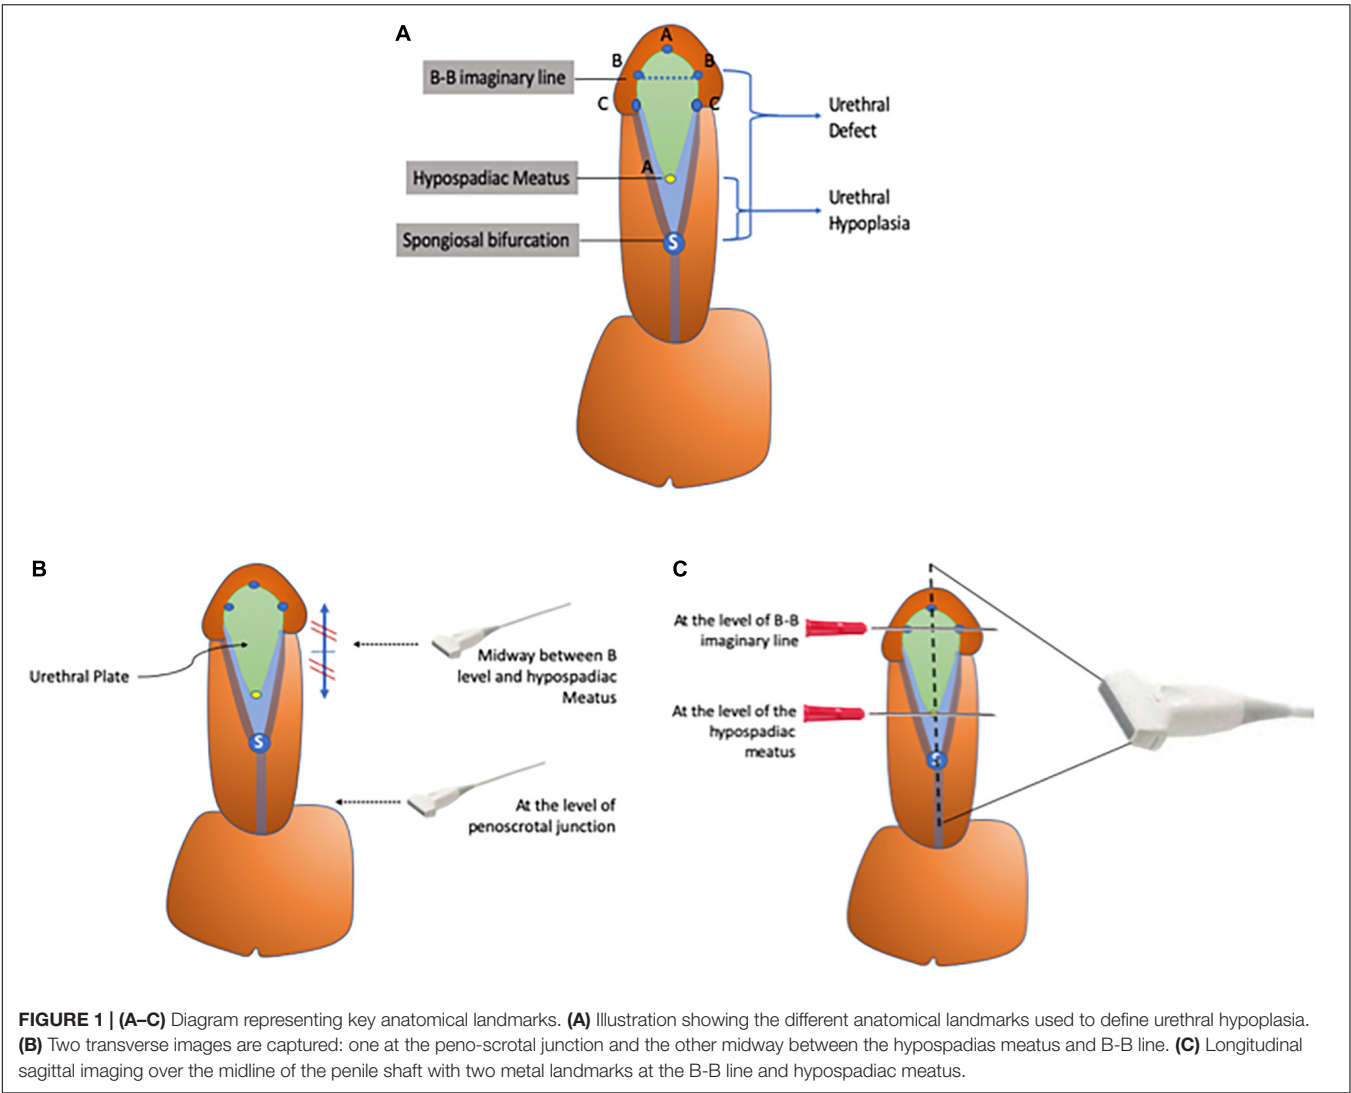 A
A
B
B
B-B imaginary line
C
C
Urethral
Defect
A
Hypospadiac Meatus
Urethral
Hypoplasia
Spongiosal bifurcation
S
B
Urethral Plate
Midway between B
level and hypospadiac
Meatus
S
At the level of
penoscrotal junction
C
At the level of B-B
imaginary line
At the level of the
hypospadiac
meatus
S
FIGURE 1 | (A–C) Diagram representing key anatomical landmarks. (A) Illustration showing the different anatomical landmarks used to define urethral hypoplasia.
(B) Two transverse images are captured: one at the peno-scrotal junction and the other midway between the hypospadias meatus and B-B line. (C) Longitudinal
sagittal imaging over the midline of the penile shaft with two metal landmarks at the B-B line and hypospadiac meatus.